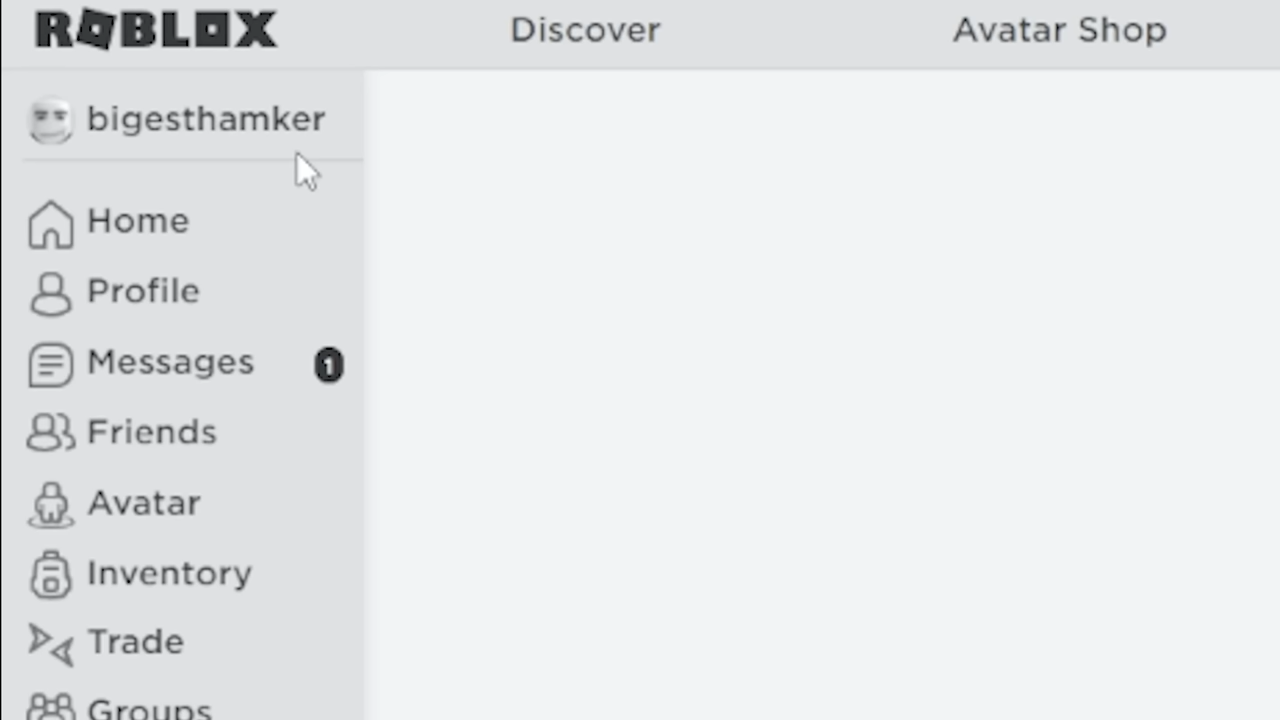 ROBLOX
Discover
Avatar Shop
bigesthamker
Home
Profile
Messages
1
Friends
Avatar
Inventory
Trade
Groups